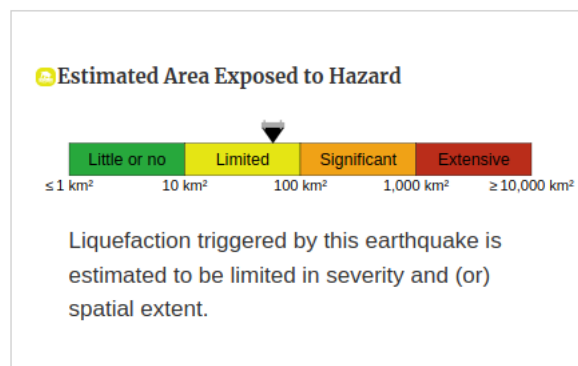 Estimated Area Exposed to Hazard
Little or no Limited Significant Extensive
≤ 1 km² 10 km² 100 km² 1,000 km² ≥ 10,000 km²
Liquefaction triggered by this earthquake is
estimated to be limited in severity and (or)
spatial extent.